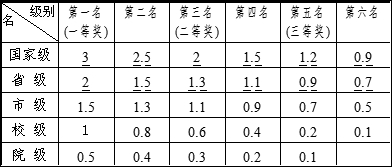 级别 第一名 第二名 第三名 第四名 第五名 第六名
名 (一等奖) (二等奖) (三等奖)
国家级 3 2.5 2 1.5 1.2 0.9
省 级 2 1.5 1.3 1.1 0.9 0.7
市 级 1.5 1.3 1.1 0.9 0.7 0.5
校 级 1 0.8 0.6 0.4 0.2 0.1
院 级 0.5 0.4 0.3 0.2 0.1